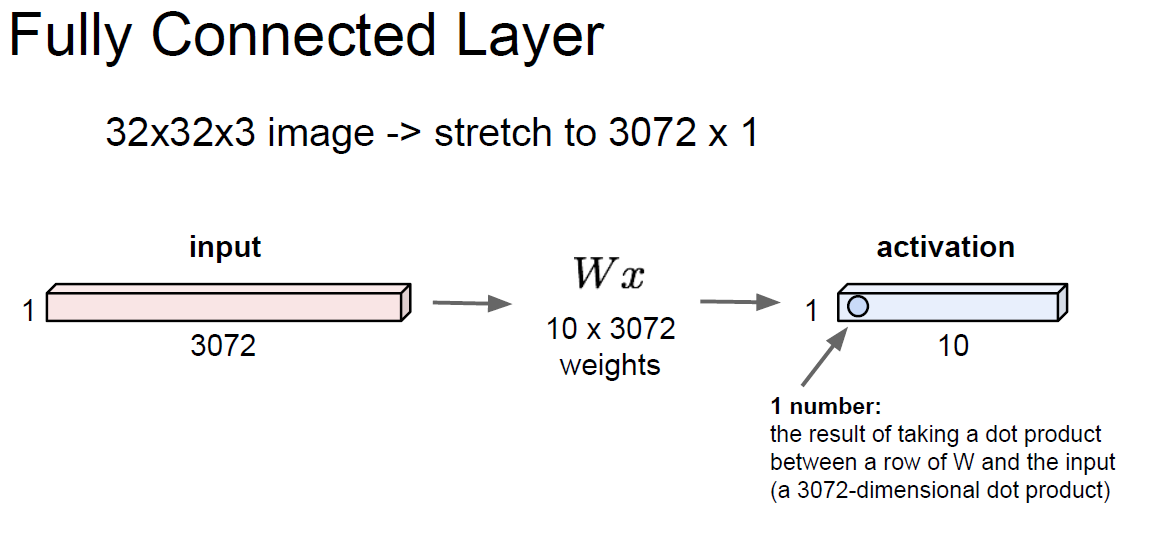 Fully Connected Layer
32x32x3 image -> stretch to 3072 x 1
input
1
3072
Wx
10 x 3072
weights
activation
1
10
1 number:
the result of taking a dot product
between a row of W and the input
(a 3072-dimensional dot product)